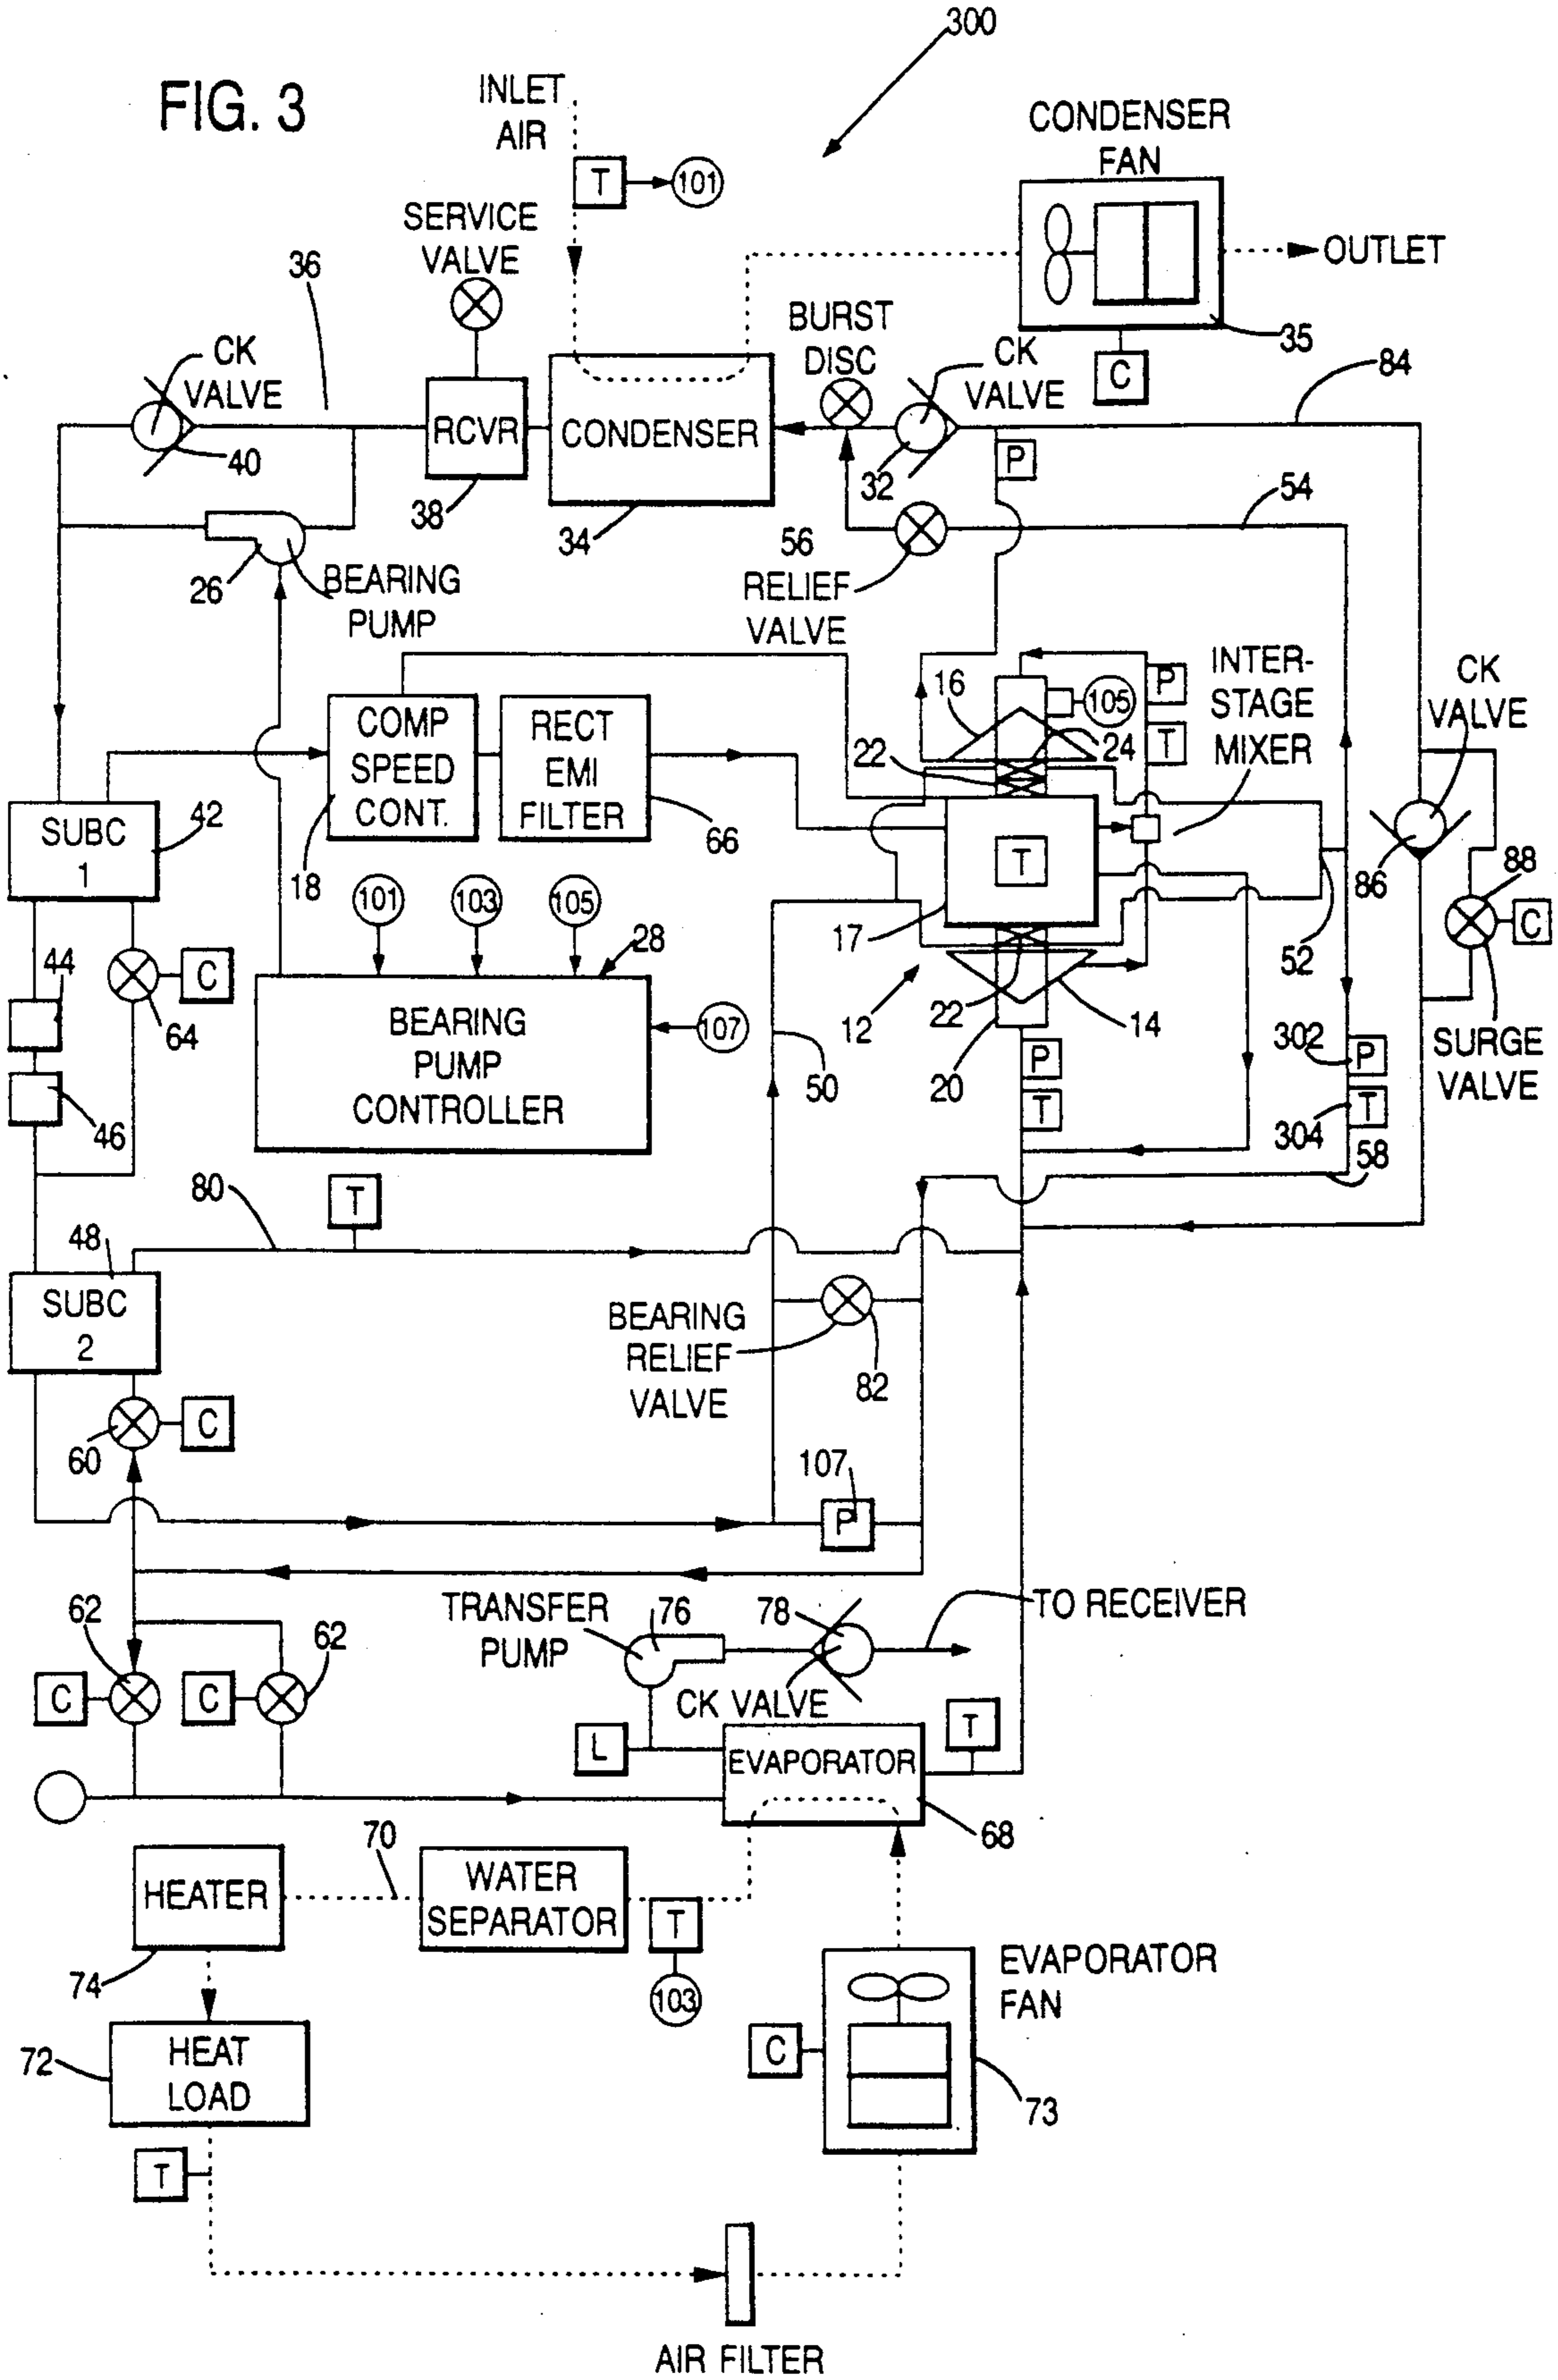 300
FIG. 3
INLET
AIR
T
101
CONDENSER
FAN
SERVICE
VALVE
OUTLET
36
35
C
BURST
DISC
CK
VALVE
CK
VALVE
84
40
RCVR
38
CONDENSER
34
32
P
54
26
BEARING
PUMP
56
RELIEF
VALVE
16
105
24
22
P
T
INTER-
STAGE
MIXER
CK
VALVE
COMP
SPEED
CONT.
18
RECT
EMI
FILTER
66
SUBC
1
42
T
17
86
88
C
SURGE
VALVE
52
44
64
C
46
101
103
105
28
BEARING
PUMP
CONTROLLER
107
50
12
22
20
14
P
T
302
P
304
T
58
80
T
48
SUBC
2
60
C
BEARING
RELIEF
VALVE
82
107
P
62
C
C
62
TRANSFER
PUMP
76
78
TO RECEIVER
CK VALVE
L
EVAPORATOR
T
68
HEATER
74
70
WATER
SEPARATOR
T
103
EVAPORATOR
FAN
C
73
72
HEAT
LOAD
T
AIR FILTER